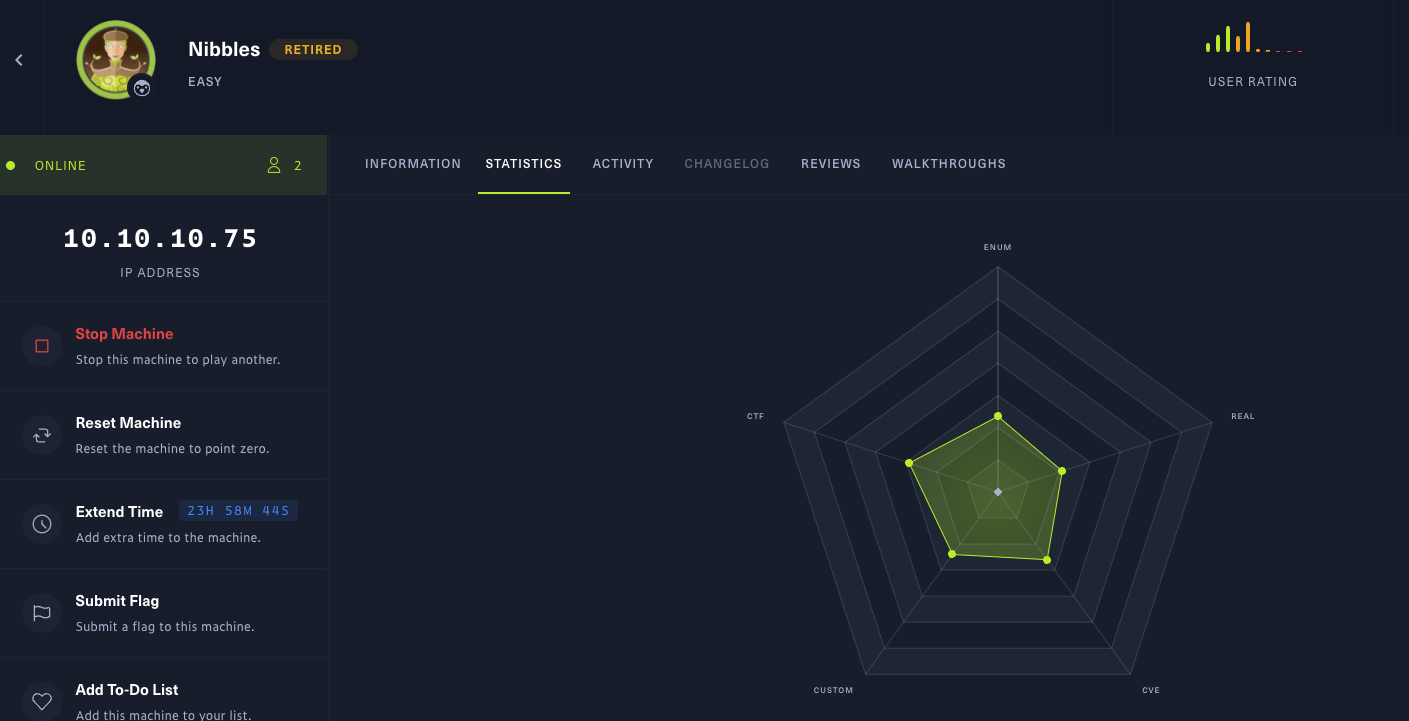 Nibbles RETIRED
EASY
USER RATING
ONLINE 2
INFORMATION STATISTICS ACTIVITY CHANGELOG REVIEWS WALKTHROUGHS
10.10.10.75
IP ADDRESS
Stop Machine
Stop this machine to play another.
Reset Machine
Reset the machine to point zero.
Extend Time 23H 58M 44S
Add extra time to the machine.
Submit Flag
Submit a flag to this machine.
Add To-Do List
Add this machine to your list.
ENUM
CTF
REAL
CUSTOM
CVE